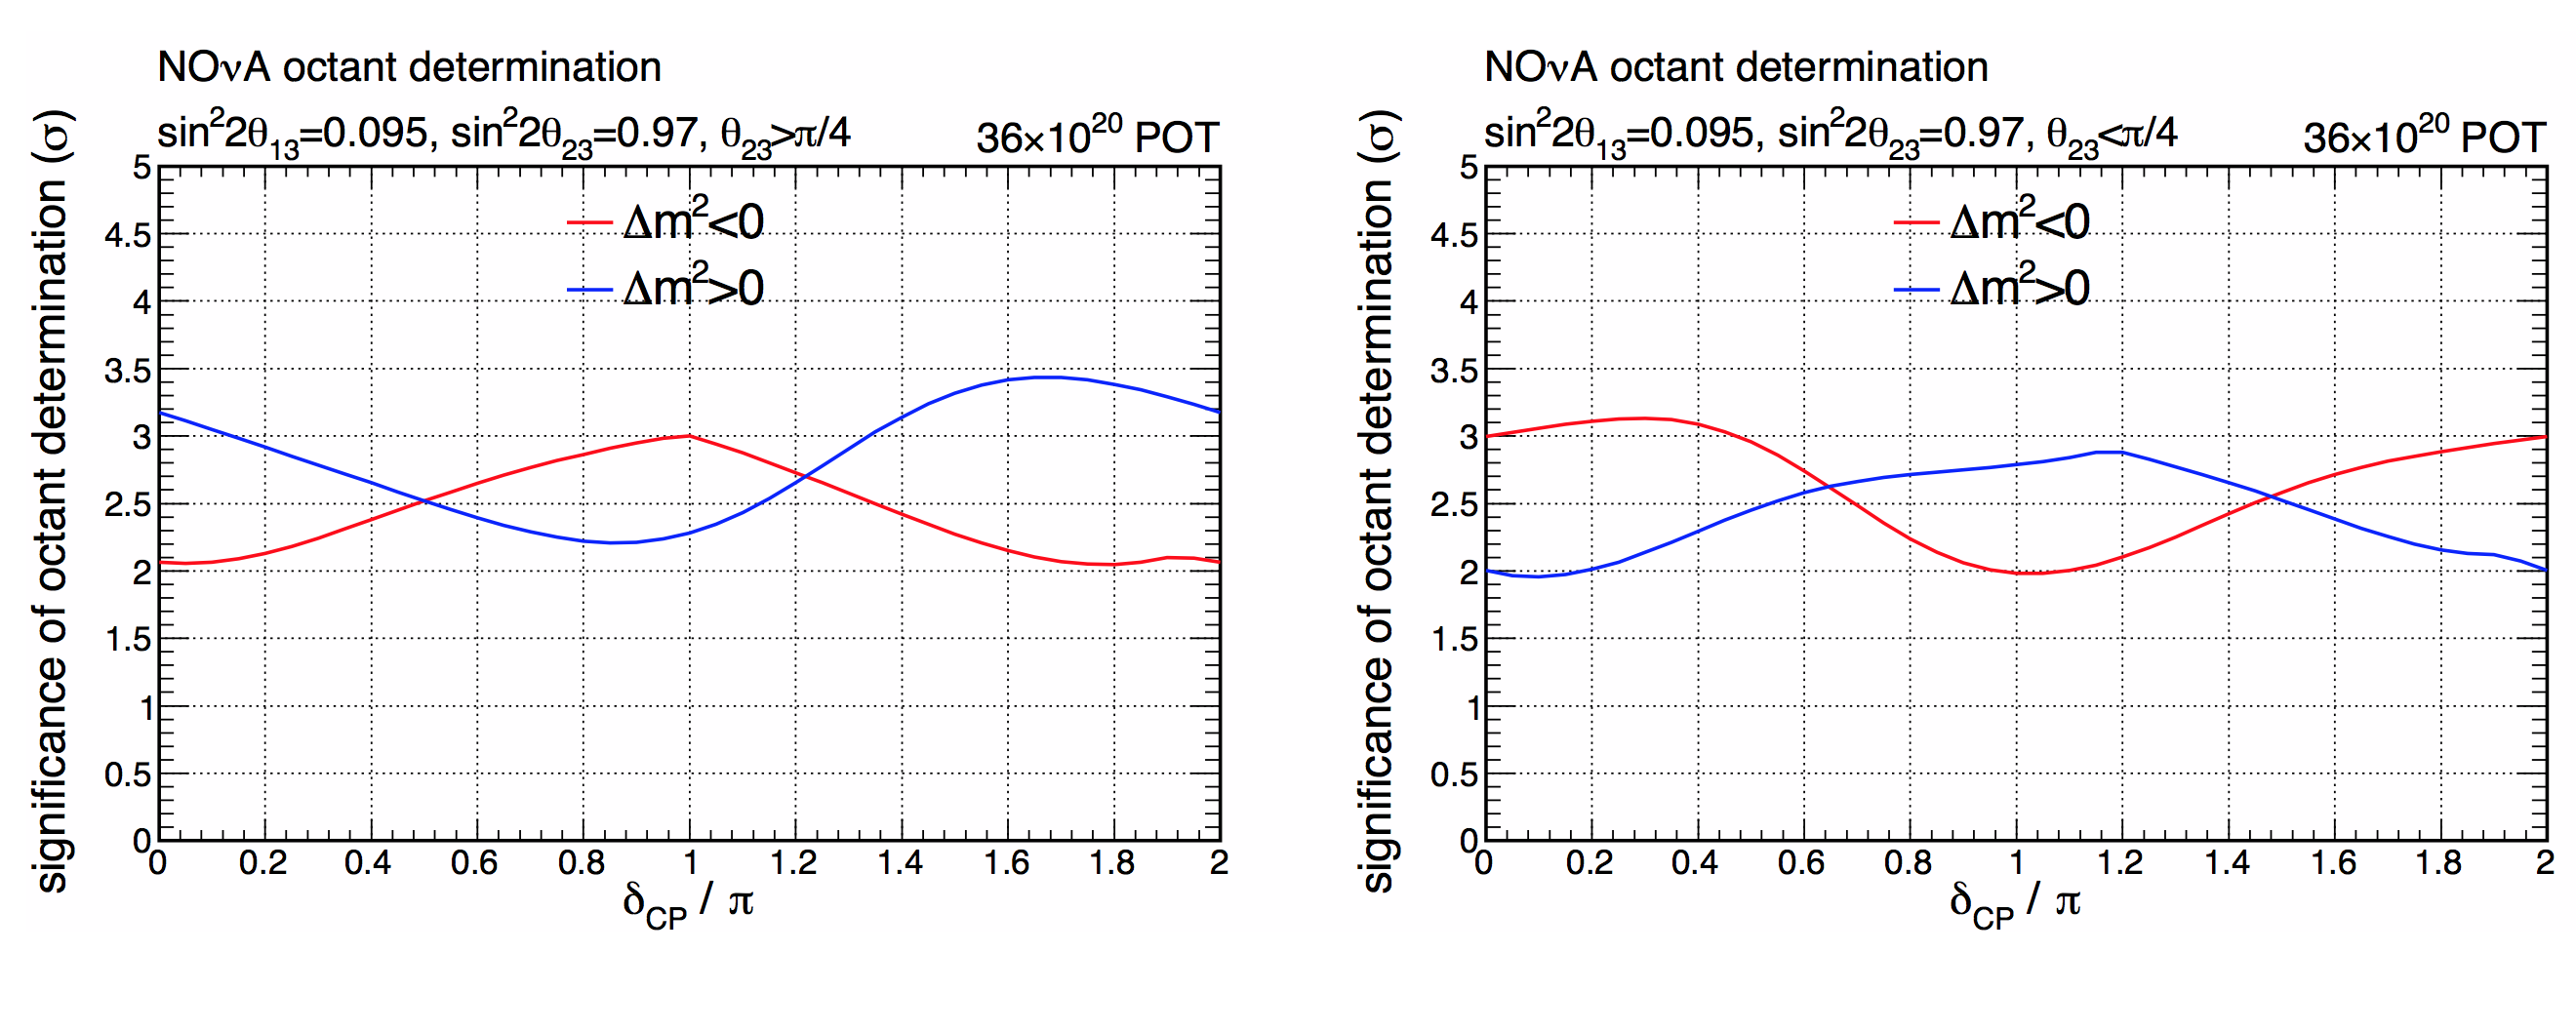 NOνA octant determination
sin²2θ₁₃=0.095, sin²2θ₂₃=0.97, θ₂₃>π/4
36×10²⁰ POT
significance of octant determination (σ)
5
4.5
4
3.5
3
2.5
2
1.5
1
0.5
0
Δm²<0
Δm²>0
0 0.2 0.4 0.6 0.8 1 1.2 1.4 1.6 1.8 2
δ_CP / π
NOνA octant determination
sin²2θ₁₃=0.095, sin²2θ₂₃=0.97, θ₂₃<π/4
36×10²⁰ POT
significance of octant determination (σ)
5
4.5
4
3.5
3
2.5
2
1.5
1
0.5
0
Δm²<0
Δm²>0
0 0.2 0.4 0.6 0.8 1 1.2 1.4 1.6 1.8 2
δ_CP / π